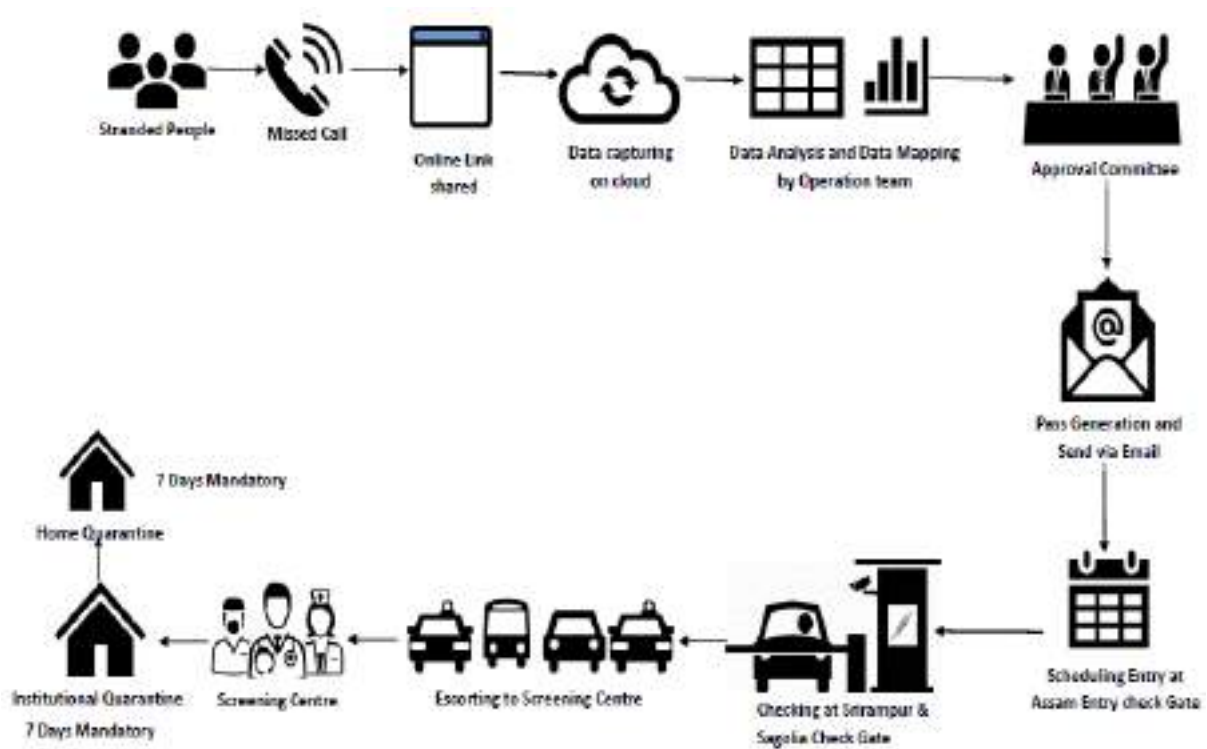 Stranded People
Missed Call
Online Link
shared
Data capturing
on cloud
Data Analysis and Data Mapping
by Operation team
Approval Committee
@
Pass Generation and
Send via Email
Scheduling Entry at
Assam Entry check Gate
Checking at Srirampur &
Sagolia Check Gate
Escorting to Screening Centre
Screening Centre
Institutional Quarantine
7 Days Mandatory
Home Quarantine
7 Days Mandatory